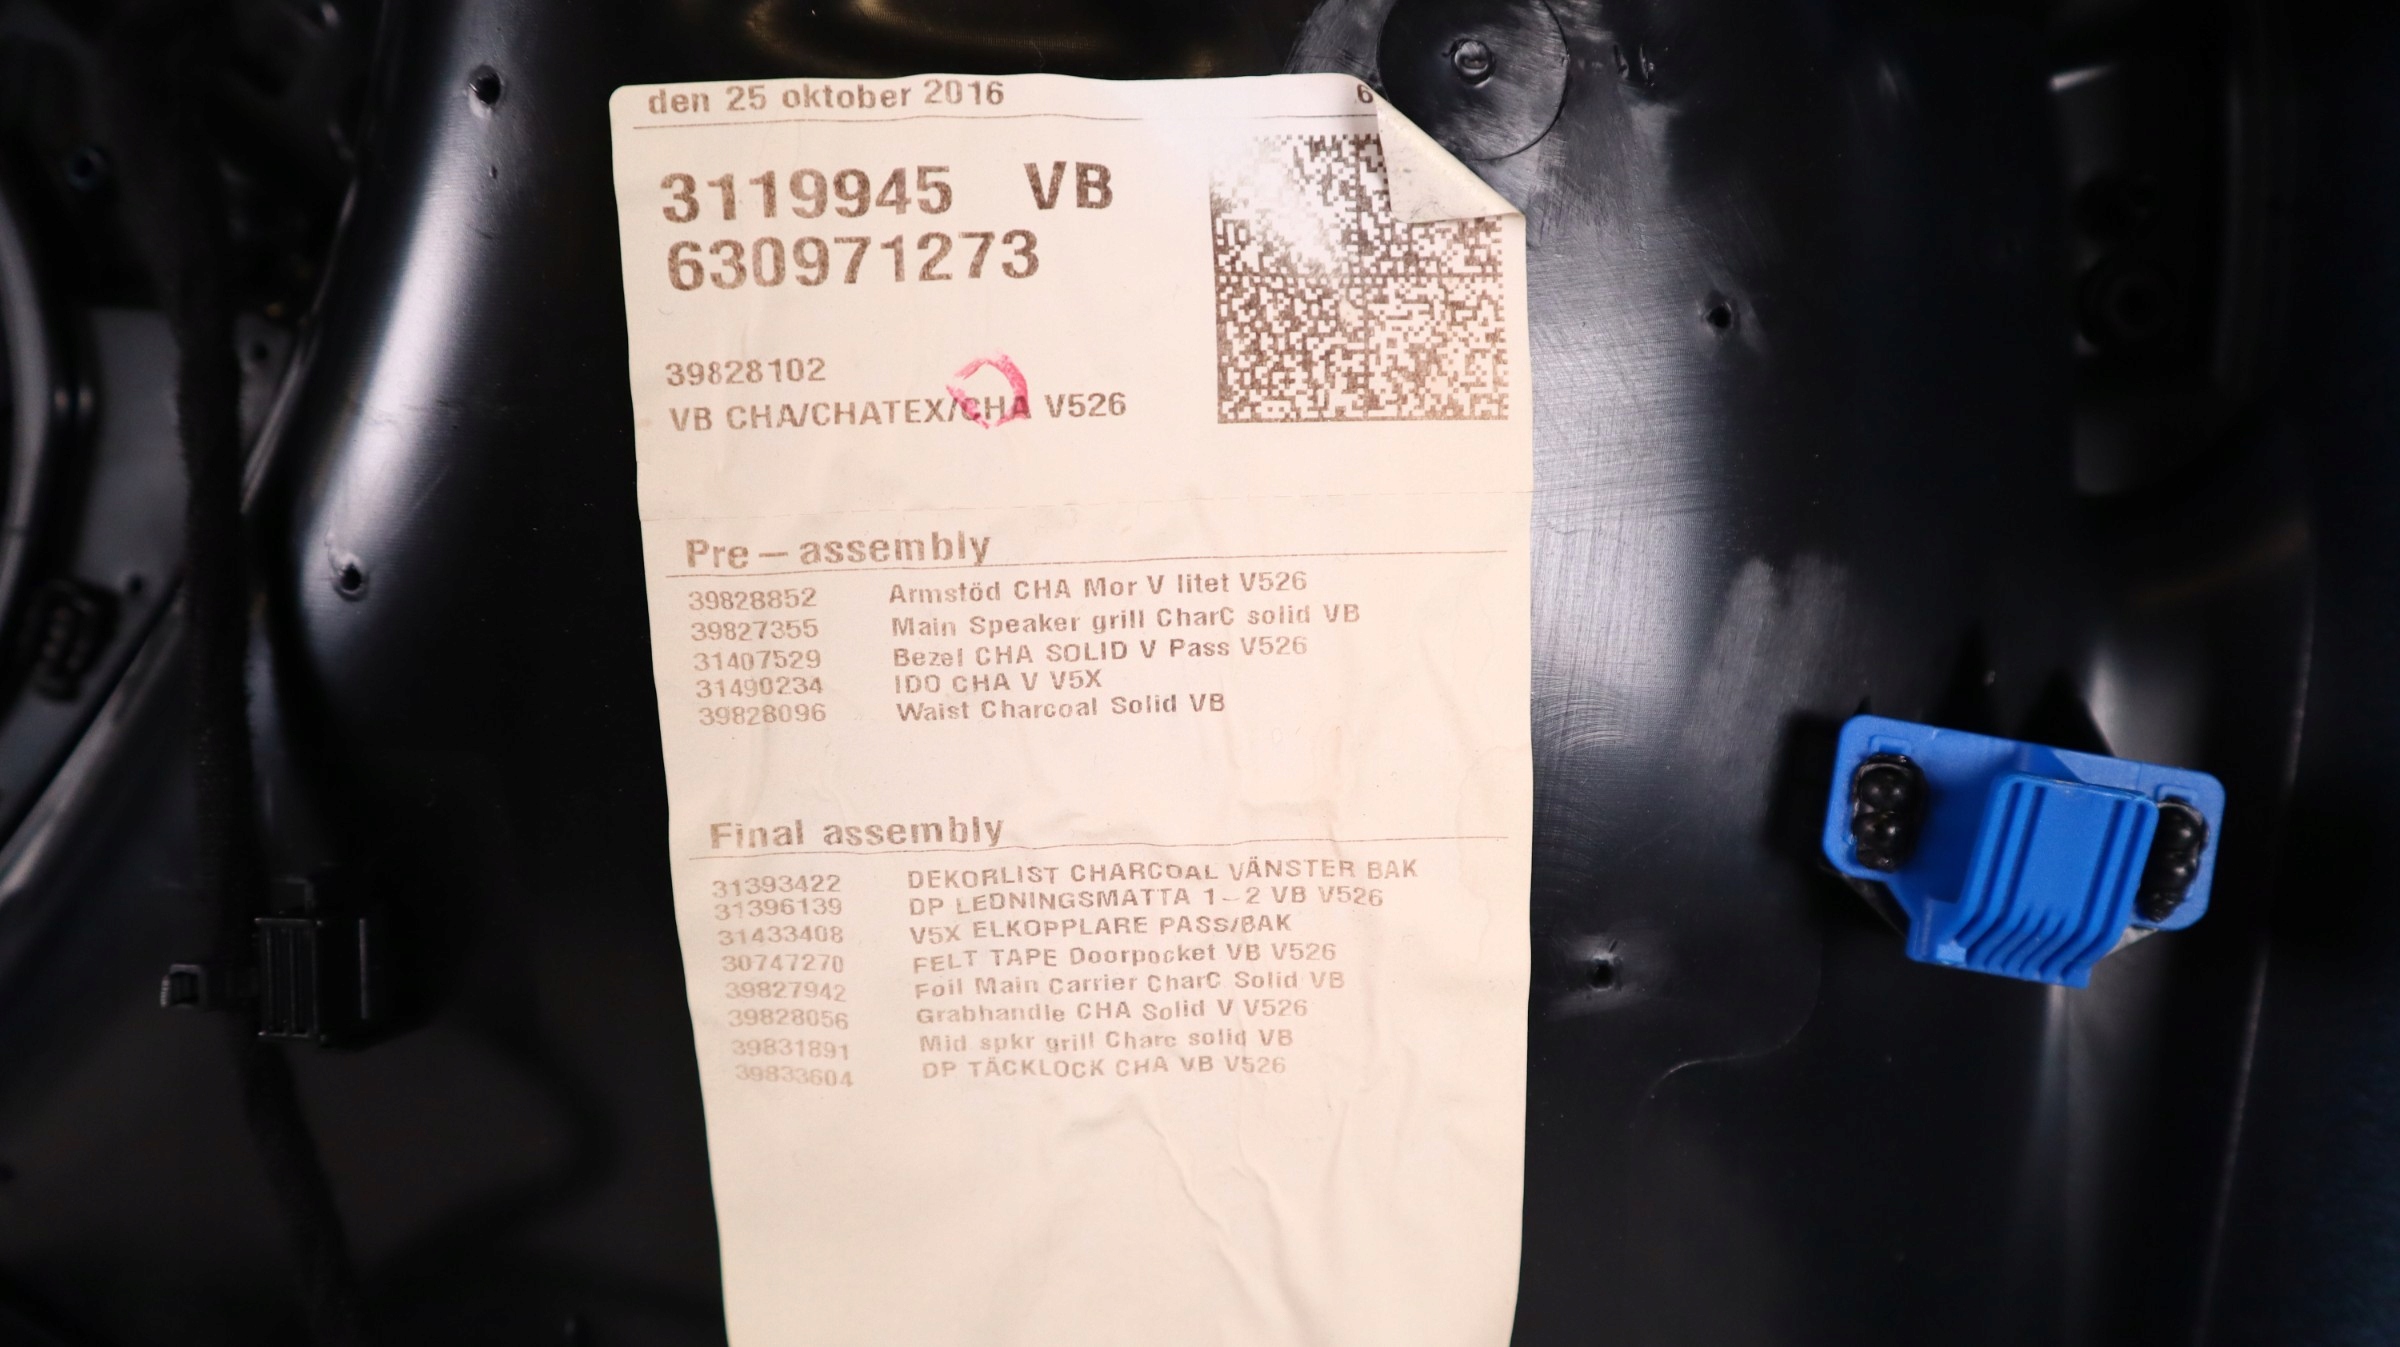 den 25 oktober 2016 6
3119945 VB
630971273
39828102
VB CHA/CHATEX/CHA V526
Pre-assembly
39828852 Armstöd CHA Mor V litet V526
39827355 Main Speaker grill CharC solid VB
31407529 Bezel CHA SOLID V Pass V526
31490234 IDO CHA V V5X
39828096 Waist Charcoal Solid VB
Final assembly
31393422 DEKORLIST CHARCOAL VÄNSTER BAK
31396139 DP LEDNINGSMATTA 1-2 VB V526
31433408 V5X ELKOPPLARE PASS/BAK
30747270 FELT TAPE Doorpocket VB V526
39827942 Foil Main Carrier CharC Solid VB
39828056 Grabhandle CHA Solid V V526
39831891 Mid spkr grill Charc solid VB
39833604 DP TÄCKLOCK CHA VB V526